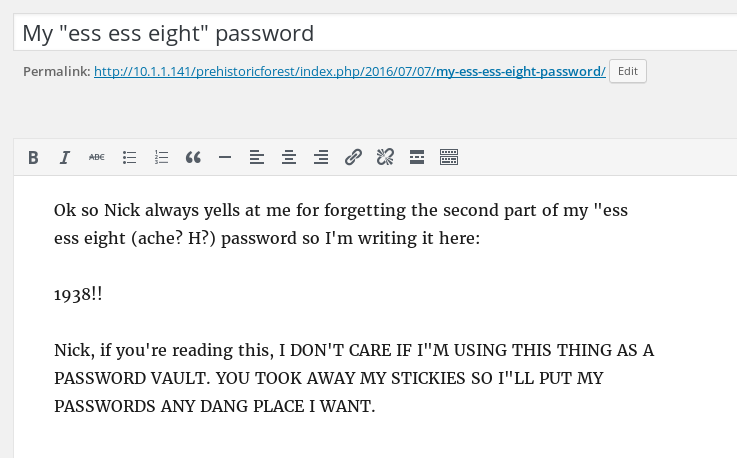 My "ess ess eight" password
Permalink: http://10.1.1.141/prehistoricforest/index.php/2016/07/07/my-ess-ess-eight-password/ Edit
B I ABC
Ok so Nick always yells at me for forgetting the second part of my "ess
ess eight (ache? H?) password so I'm writing it here:
1938!!
Nick, if you're reading this, I DON'T CARE IF I"M USING THIS THING AS A
PASSWORD VAULT. YOU TOOK AWAY MY STICKIES SO I"LL PUT MY
PASSWORDS ANY DANG PLACE I WANT.